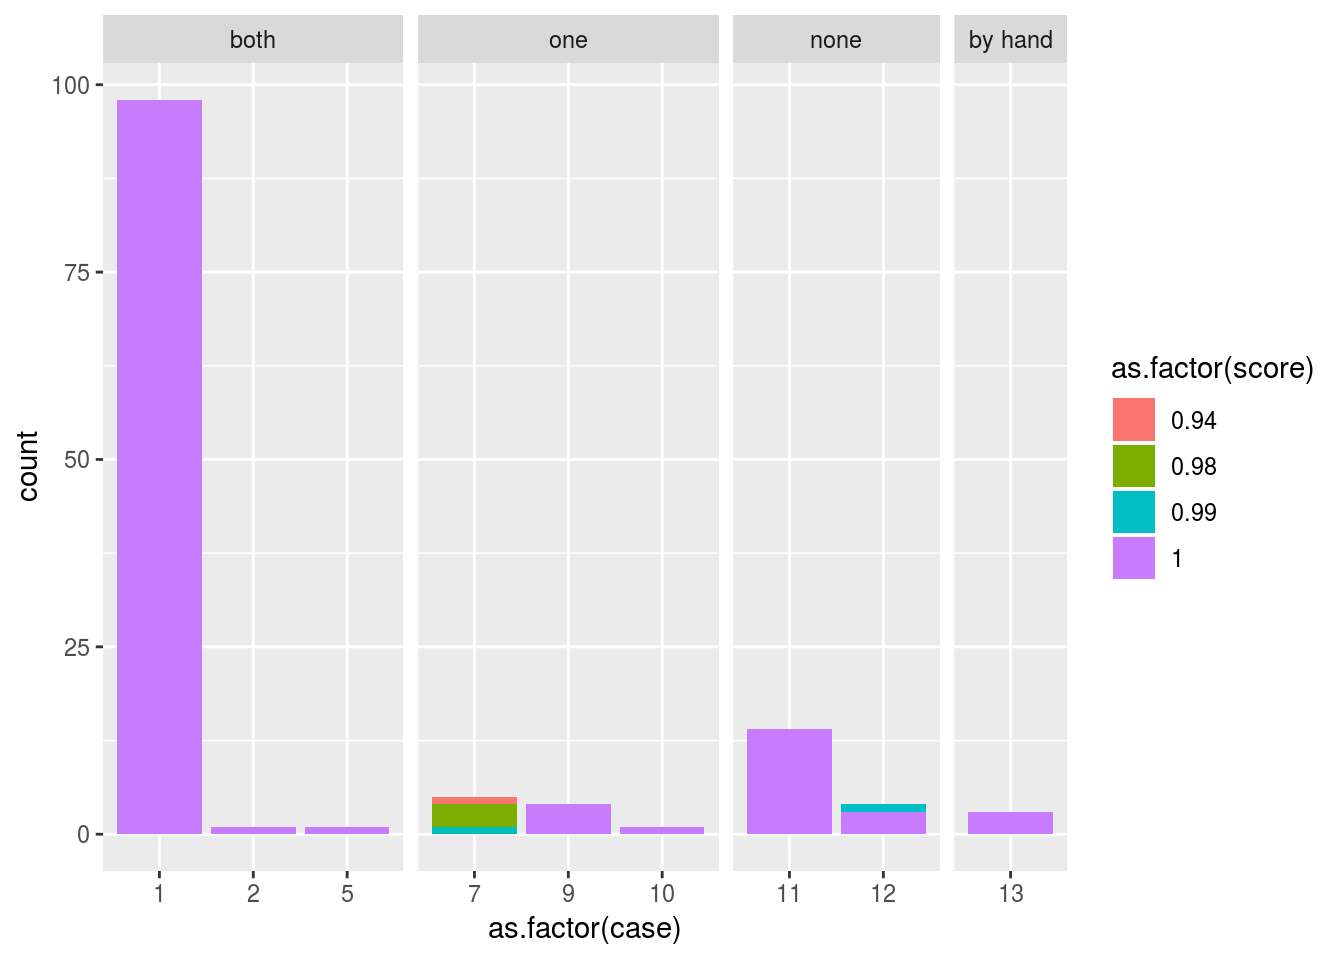 both one none by hand
100
75
50
25
0
count
1 2 5 7 9 10 11 12 13
as.factor(case)
as.factor(score)
0.94
0.98
0.99
1